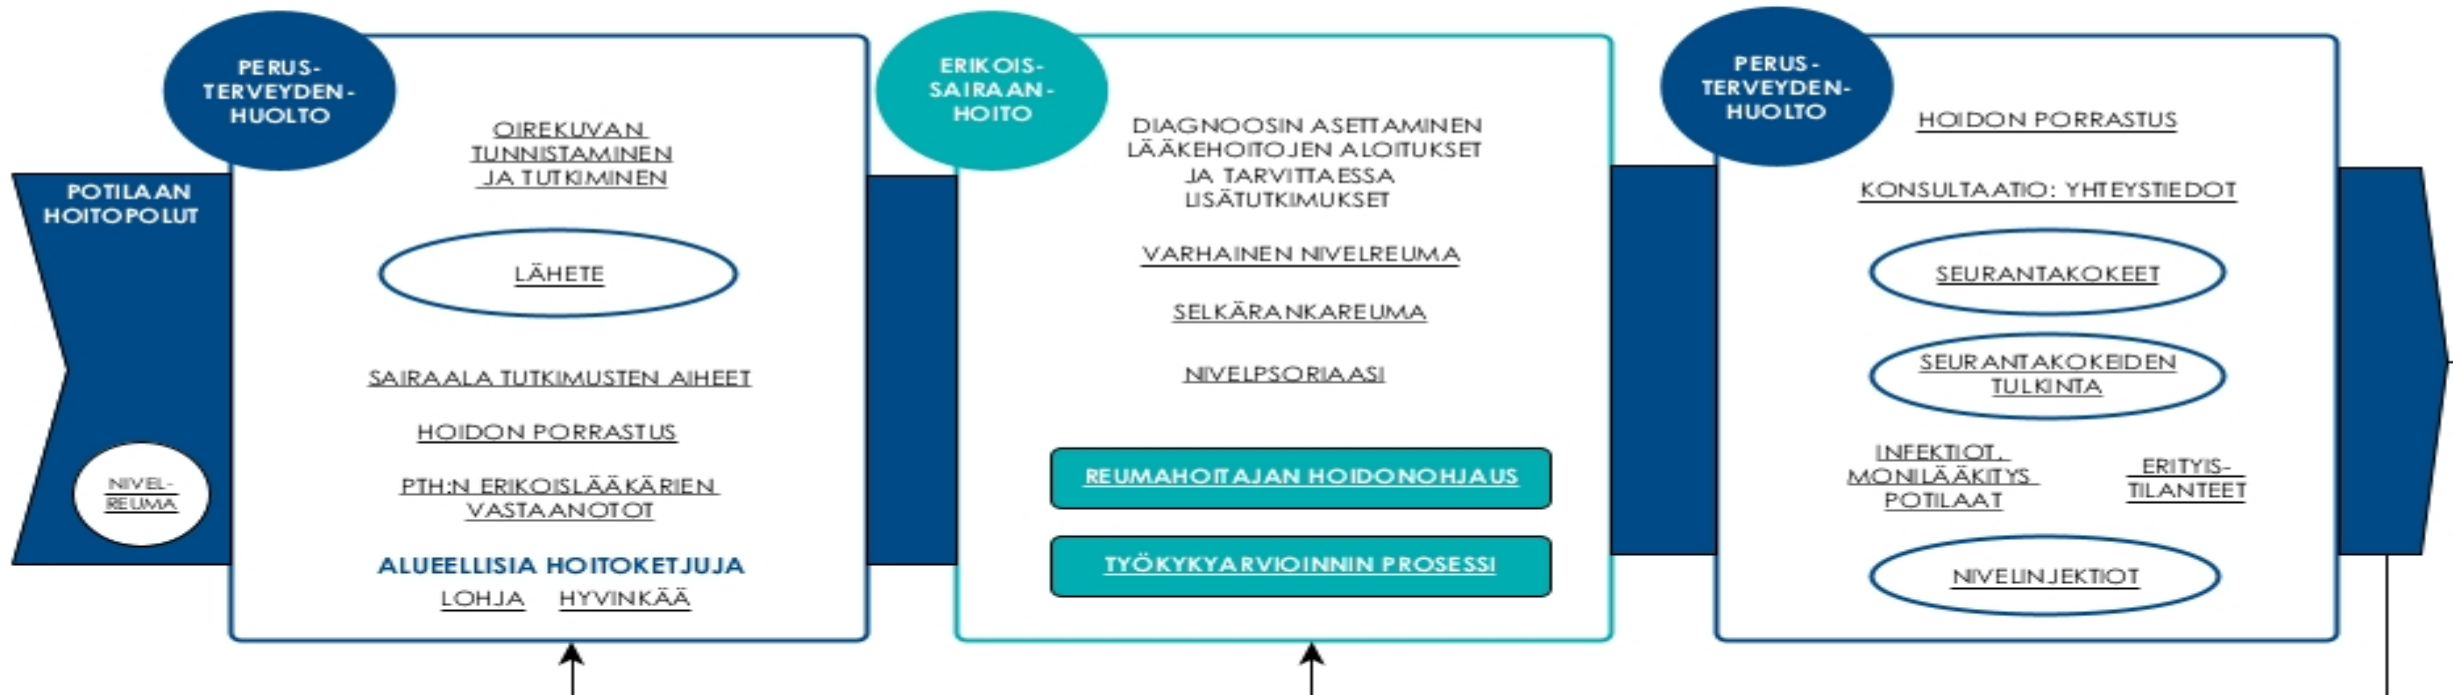 POTILAAN
HOITOPOLUT
NIVEL-
REUMA
PERUS-
TERVEYDEN-
HUOLTO
OIREKUVAN
TUNNISTAMINEN
JA TUTKIMINEN
LÄHETE
SAIRAALA TUTKIMUSTEN AIHEET
HOIDON PORRASTUS
PTH:N ERIKOISLÄÄKÄRIEN
VASTAANOTOT
ALUEELLISIA HOITOKETJUJA
LOHJA HYVINKÄÄ
ERIKOIS-
SAIRAAN-
HOITO
DIAGNOOSIN ASETTAMINEN
LÄÄKEHOITOJEN ALOITUKSET
JA TARVITTAESSA
LISÄTUTKIMUKSET
VARHAINEN NIVELREUMA
SELKÄRANKAREUMA
NIVELPSORIAASI
REUMAHOITAJAN HOIDONOHJAUS
TYÖKYKYARVIOINNIN PROSESSI
PERUS-
TERVEYDEN-
HUOLTO
HOIDON PORRASTUS
KONSULTAATIO: YHTEYSTIEDOT
SEURANTAKOKEET
SEURANTAKOKEIDEN
TULKINTA
INFEKTIOT,
MONILÄÄKITYS
POTILAAT
ERITYIS-
TILANTEET
NIVELINJEKTIOT